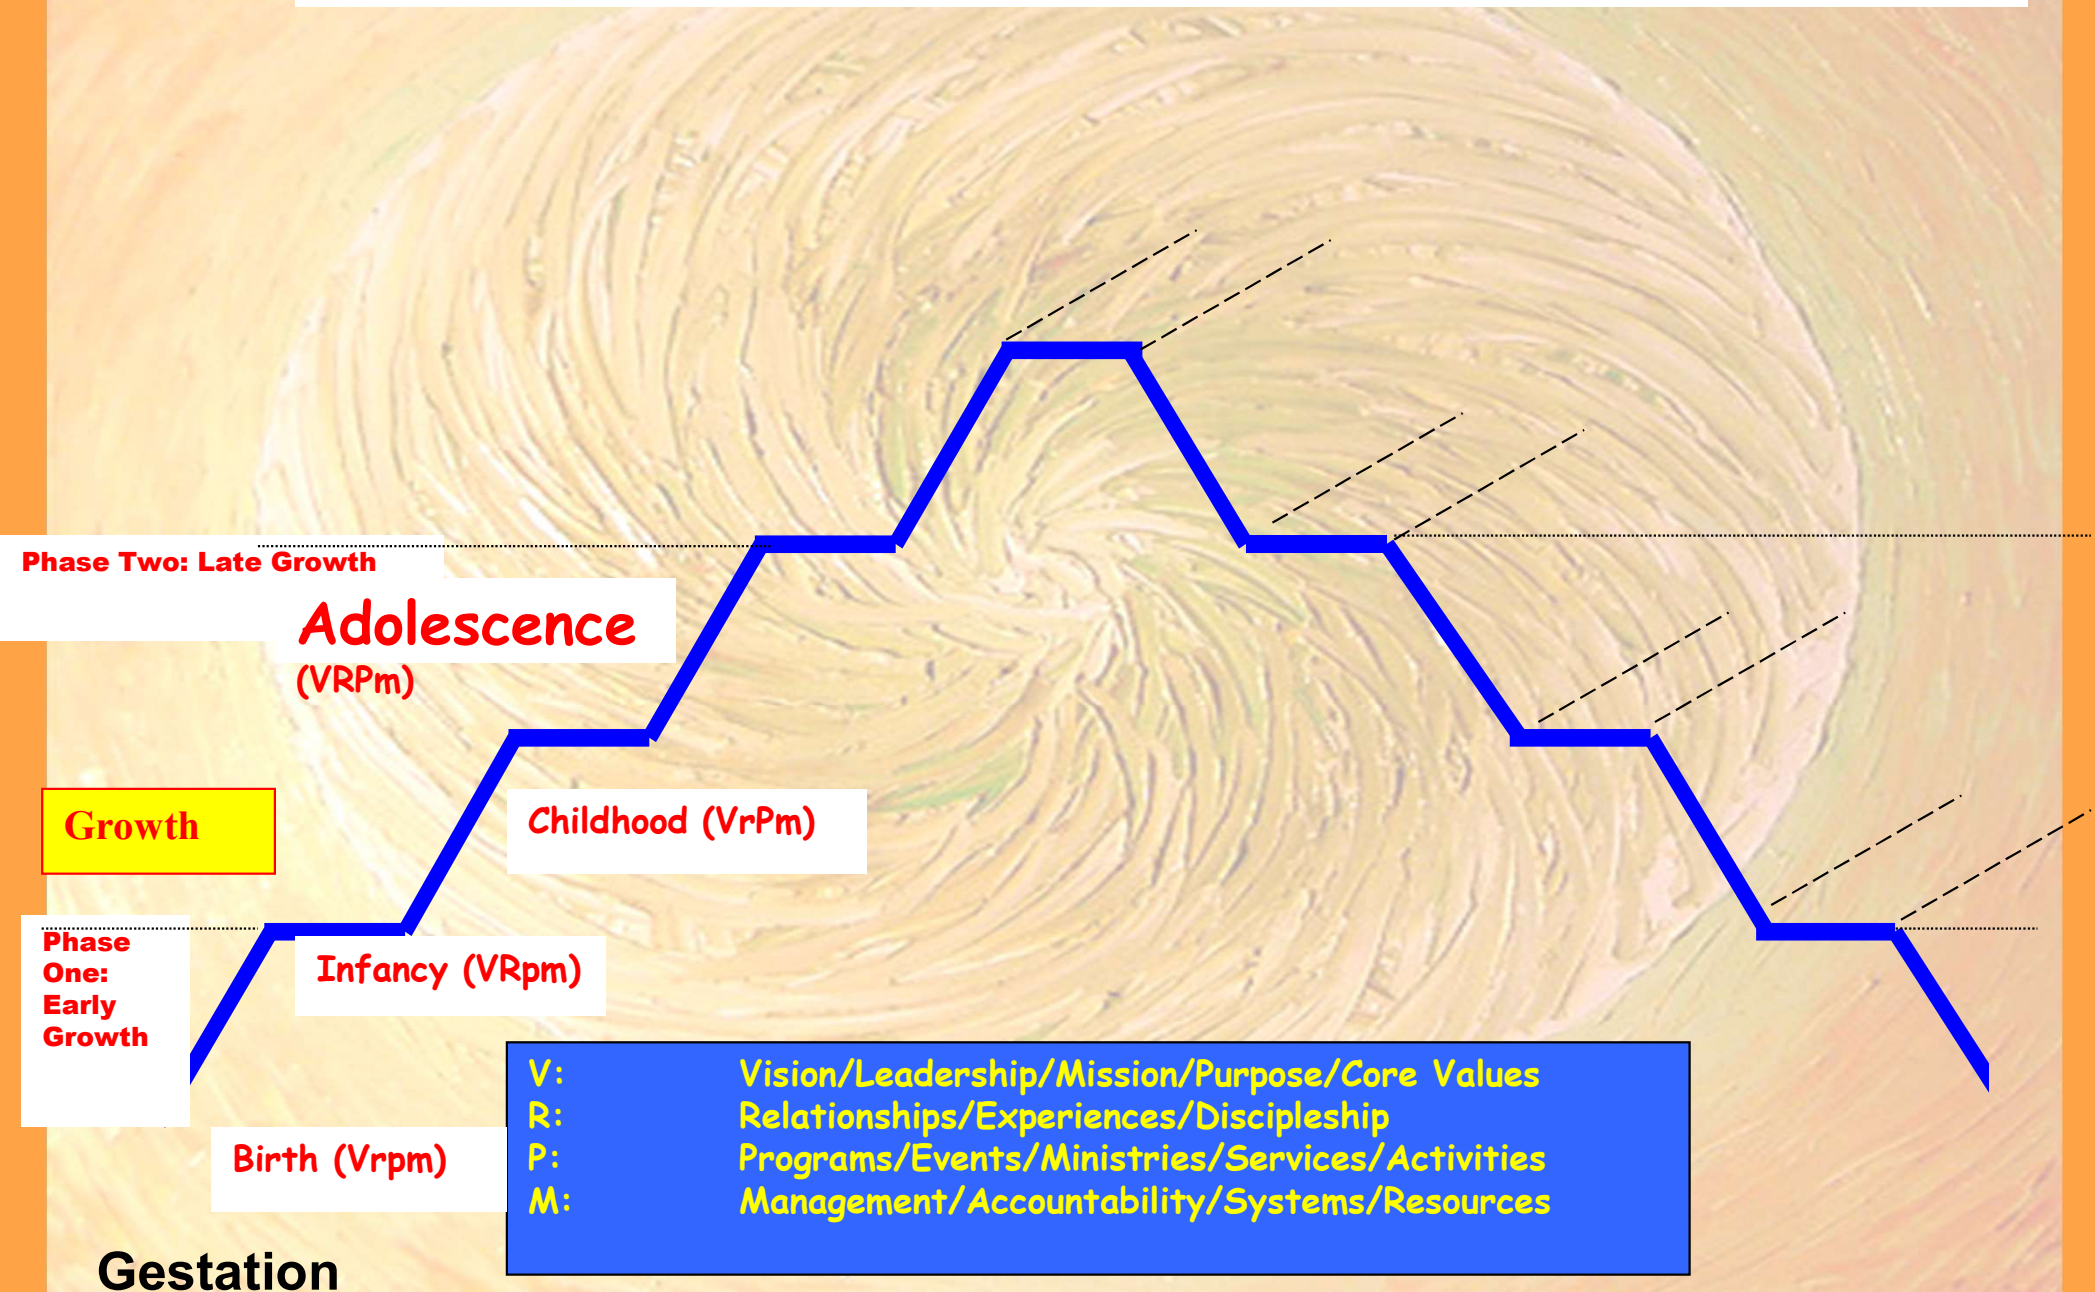 Phase Two: Late Growth
Adolescence
(VRPm)
Growth
Childhood (VrPm)
Phase
One:
Early
Growth
Infancy (VRpm)
V: Vision/Leadership/Mission/Purpose/Core Values
R: Relationships/Experiences/Discipleship
P: Programs/Events/Ministries/Services/Activities
M: Management/Accountability/Systems/Resources
Birth (Vrpm)
Gestation